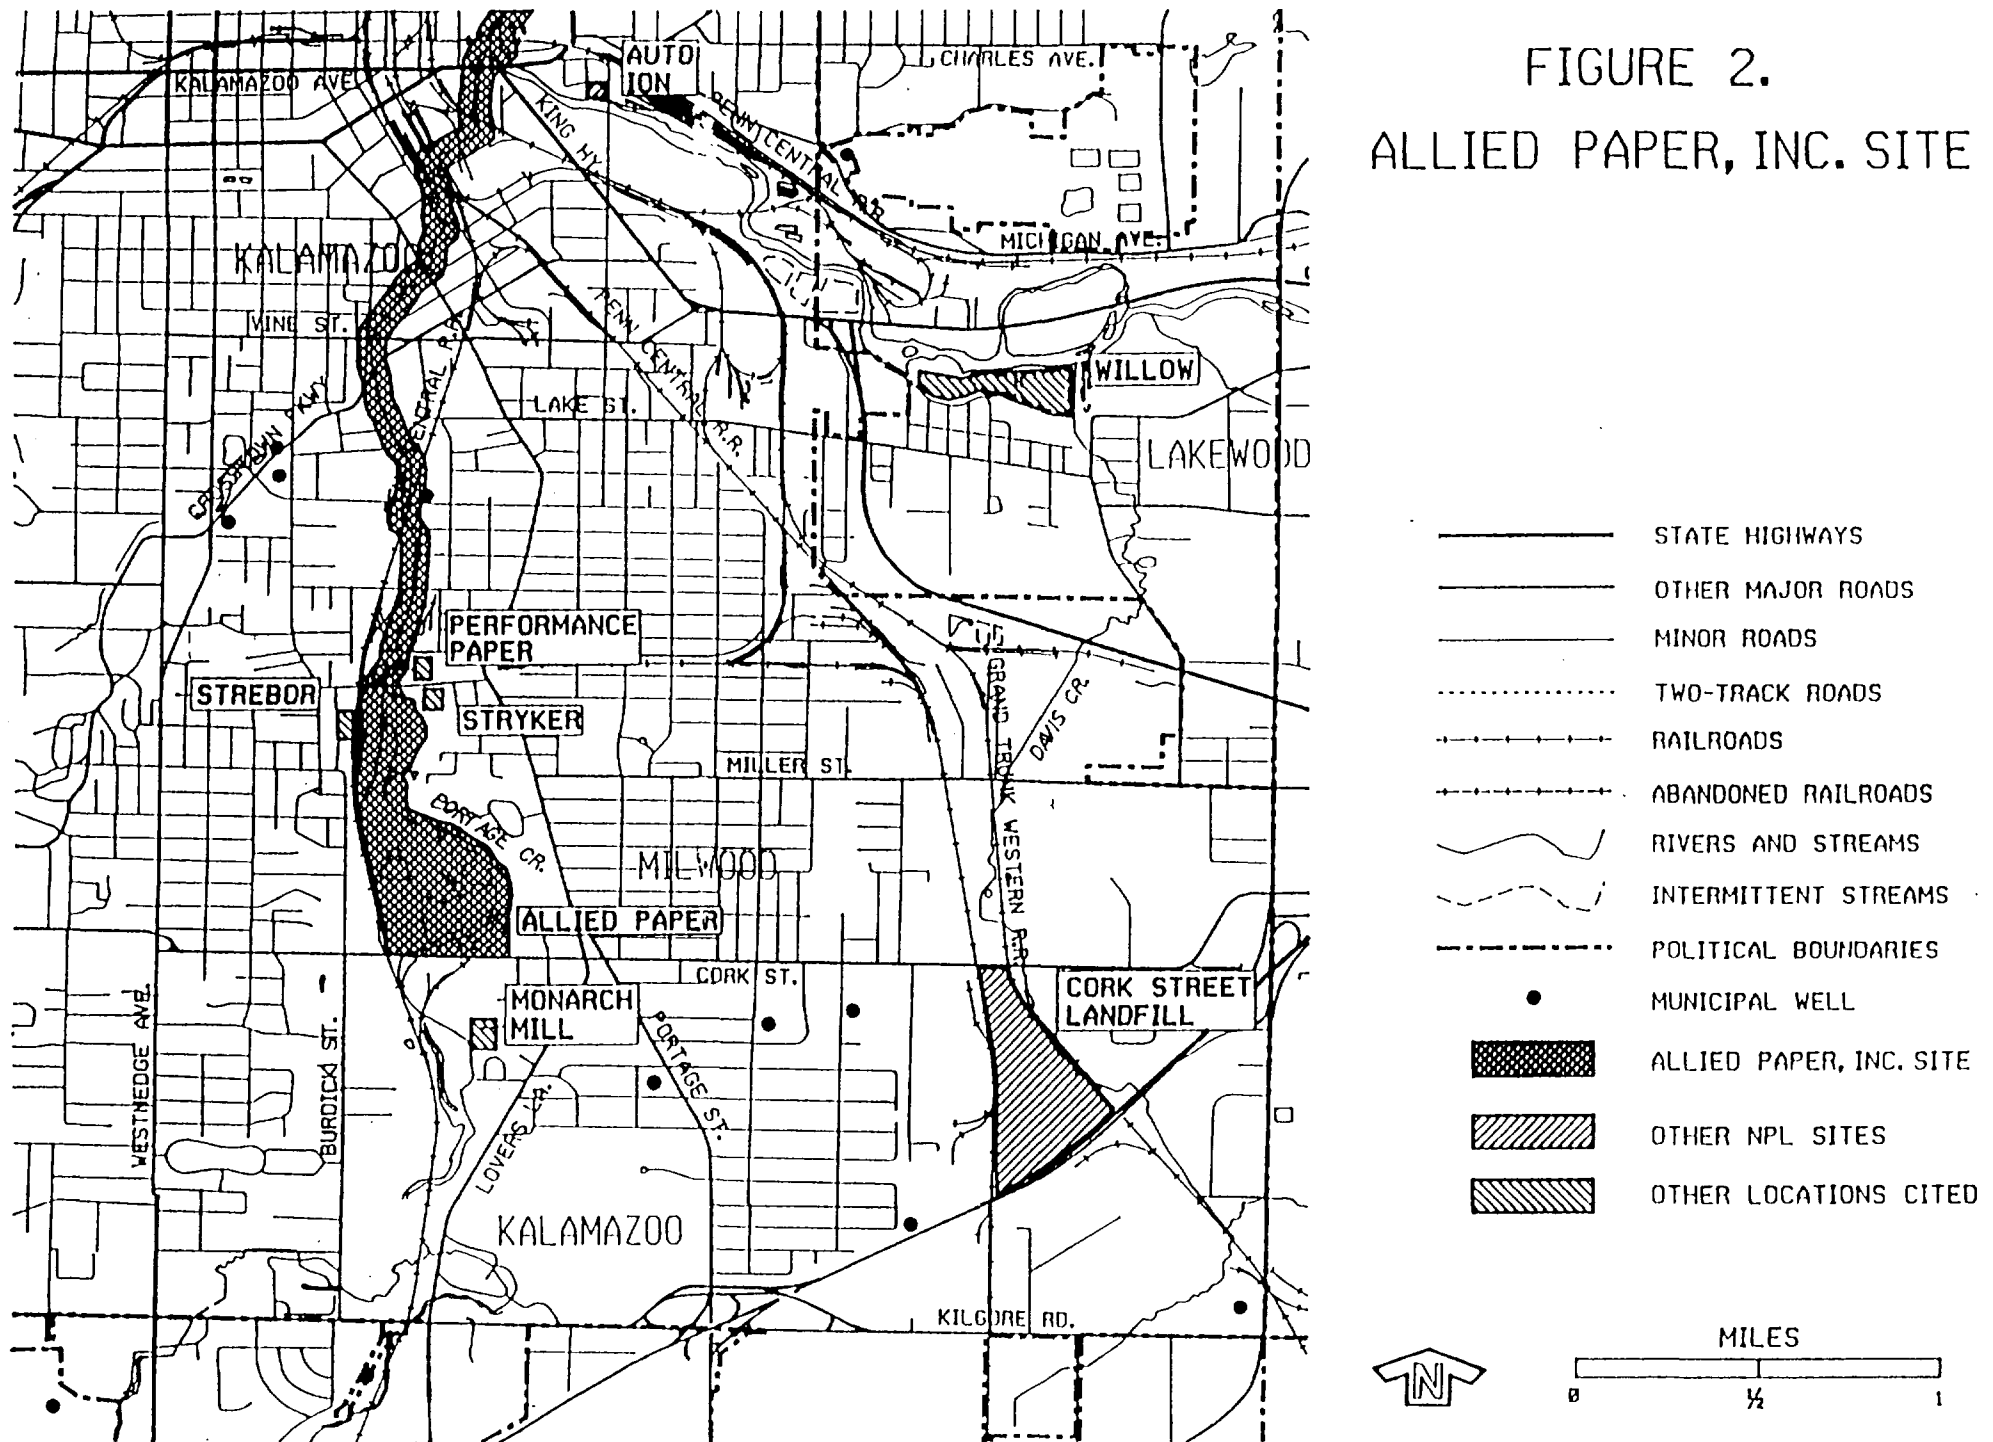 FIGURE 2.
ALLIED PAPER, INC. SITE
AUTO
ION
CHARLES AVE.
KALAMAZOO AVE.
KING HY.
PENN CENTRAL R.R.
MICHIGAN AVE.
KALAMAZOO
VINE ST.
PENN CENTRAL R.R.
CENTRAL R.R.
WILLOW
LAKE ST.
CROSSTOWN PKWY.
LAKEWOOD
PERFORMANCE
PAPER
STREBOR
STRYKER
GRAND TRUNK WESTERN R.R.
DAVIS CR.
MILLER ST.
PORTAGE CR.
MILWOOD
ALLIED PAPER
CORK ST.
CORK STREET
LANDFILL
MONARCH
MILL
WESTNEDGE AVE.
BURDICK ST.
PORTAGE ST.
LOVERS LA.
KALAMAZOO
KILGORE RD.
STATE HIGHWAYS
OTHER MAJOR ROADS
MINOR ROADS
TWO-TRACK ROADS
RAILROADS
ABANDONED RAILROADS
RIVERS AND STREAMS
INTERMITTENT STREAMS
POLITICAL BOUNDARIES
MUNICIPAL WELL
ALLIED PAPER, INC. SITE
OTHER NPL SITES
OTHER LOCATIONS CITED
MILES
N
0 ½ 1